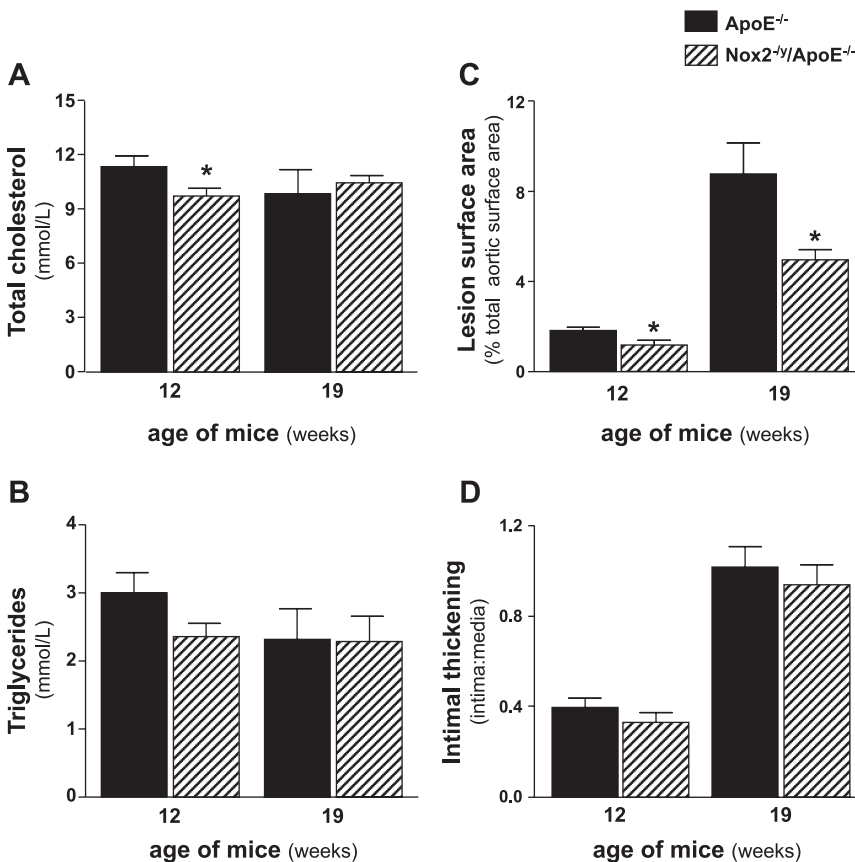 ApoE-/-
Nox2-/y/ApoE-/-
A
Total cholesterol
(mmol/L)
15
12
9
6
3
0
*
12
19
age of mice (weeks)
C
Lesion surface area
(% total aortic surface area)
12
8
4
0
*
*
12
19
age of mice (weeks)
B
Triglycerides
(mmol/L)
4
3
2
1
0
12
19
age of mice (weeks)
D
Intimal thickening
(intima:media)
1.2
0.8
0.4
0.0
12
19
age of mice (weeks)